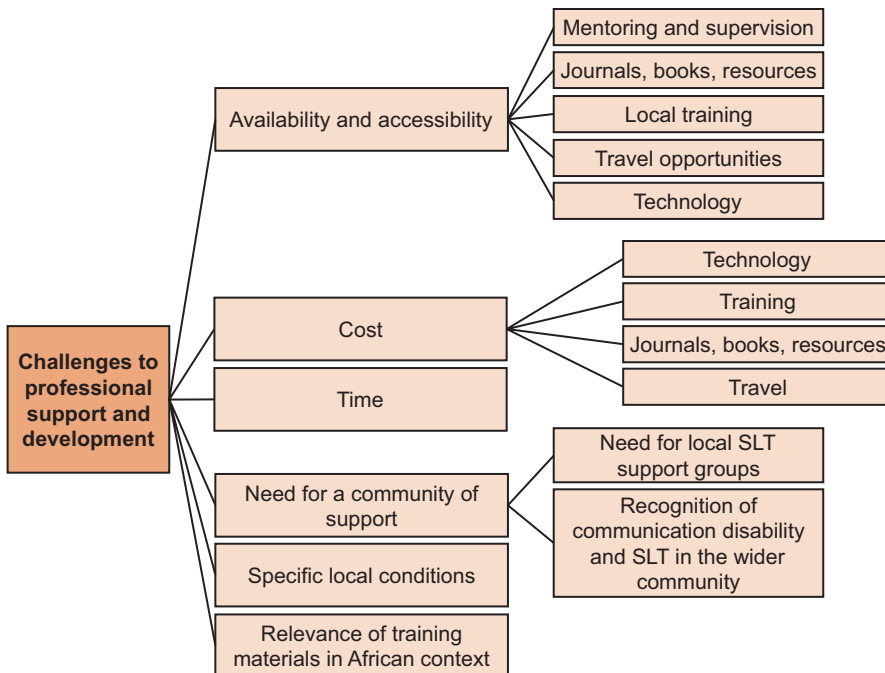 Challenges to
professional
support and
development
Availability and accessibility
Mentoring and supervision
Journals, books, resources
Local training
Travel opportunities
Technology
Cost
Technology
Training
Journals, books, resources
Travel
Time
Need for a community of
support
Need for local SLT
support groups
Recognition of
communication disability
and SLT in the wider
community
Specific local conditions
Relevance of training
materials in African context